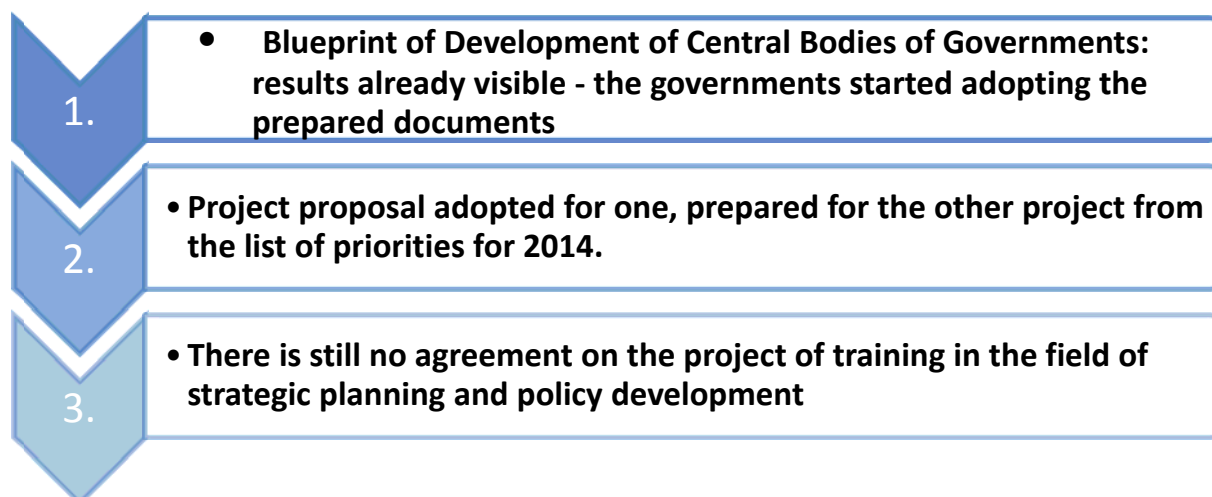 1.
• Blueprint of Development of Central Bodies of Governments:
results already visible - the governments started adopting the
prepared documents
2.
• Project proposal adopted for one, prepared for the other project from
the list of priorities for 2014.
3.
• There is still no agreement on the project of training in the field of
strategic planning and policy development